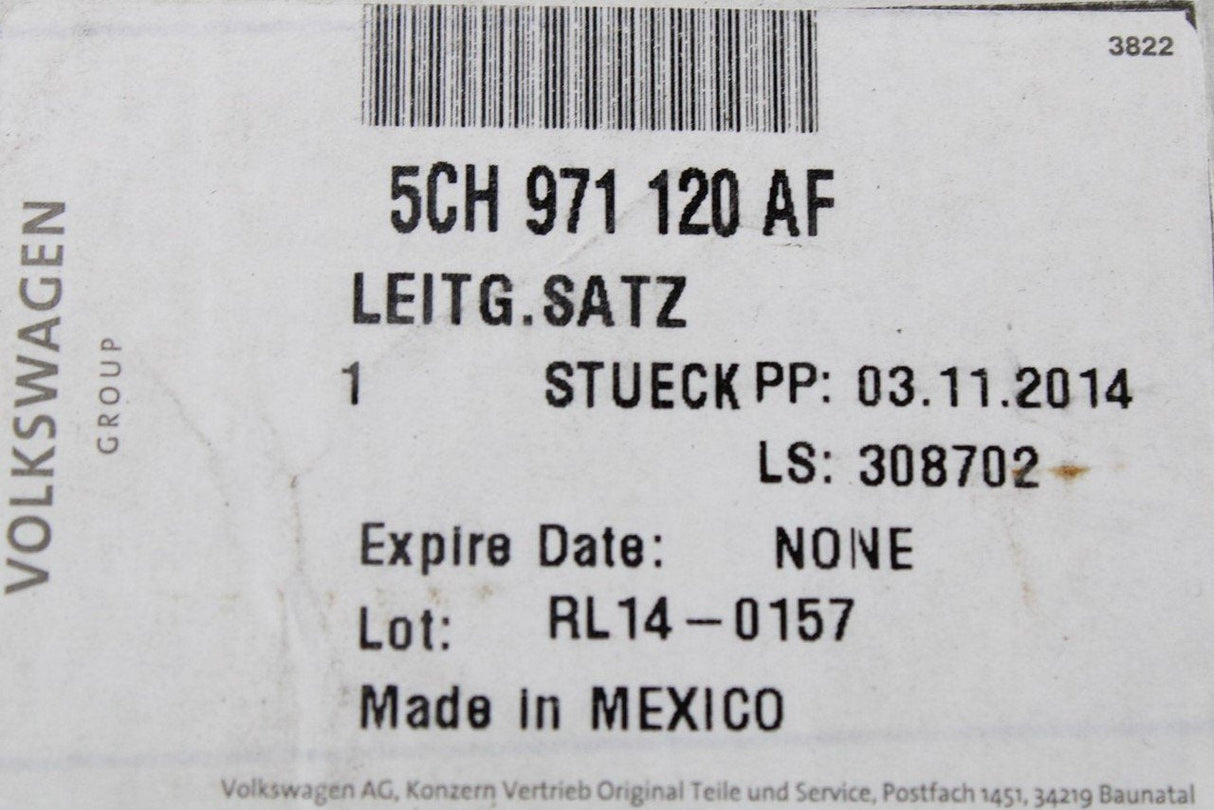 3822
5CH 971 120 AF
LEITG.SATZ
1 STUECK PP: 03.11.2014
LS: 308702
Expire Date: NONE
Lot: RL14-0157
Made in MEXICO
VOLKSWAGEN
GROUP
Volkswagen AG, Konzern Vertrieb Original Teile und Service, Postfach 1451, 34219 Baunatal